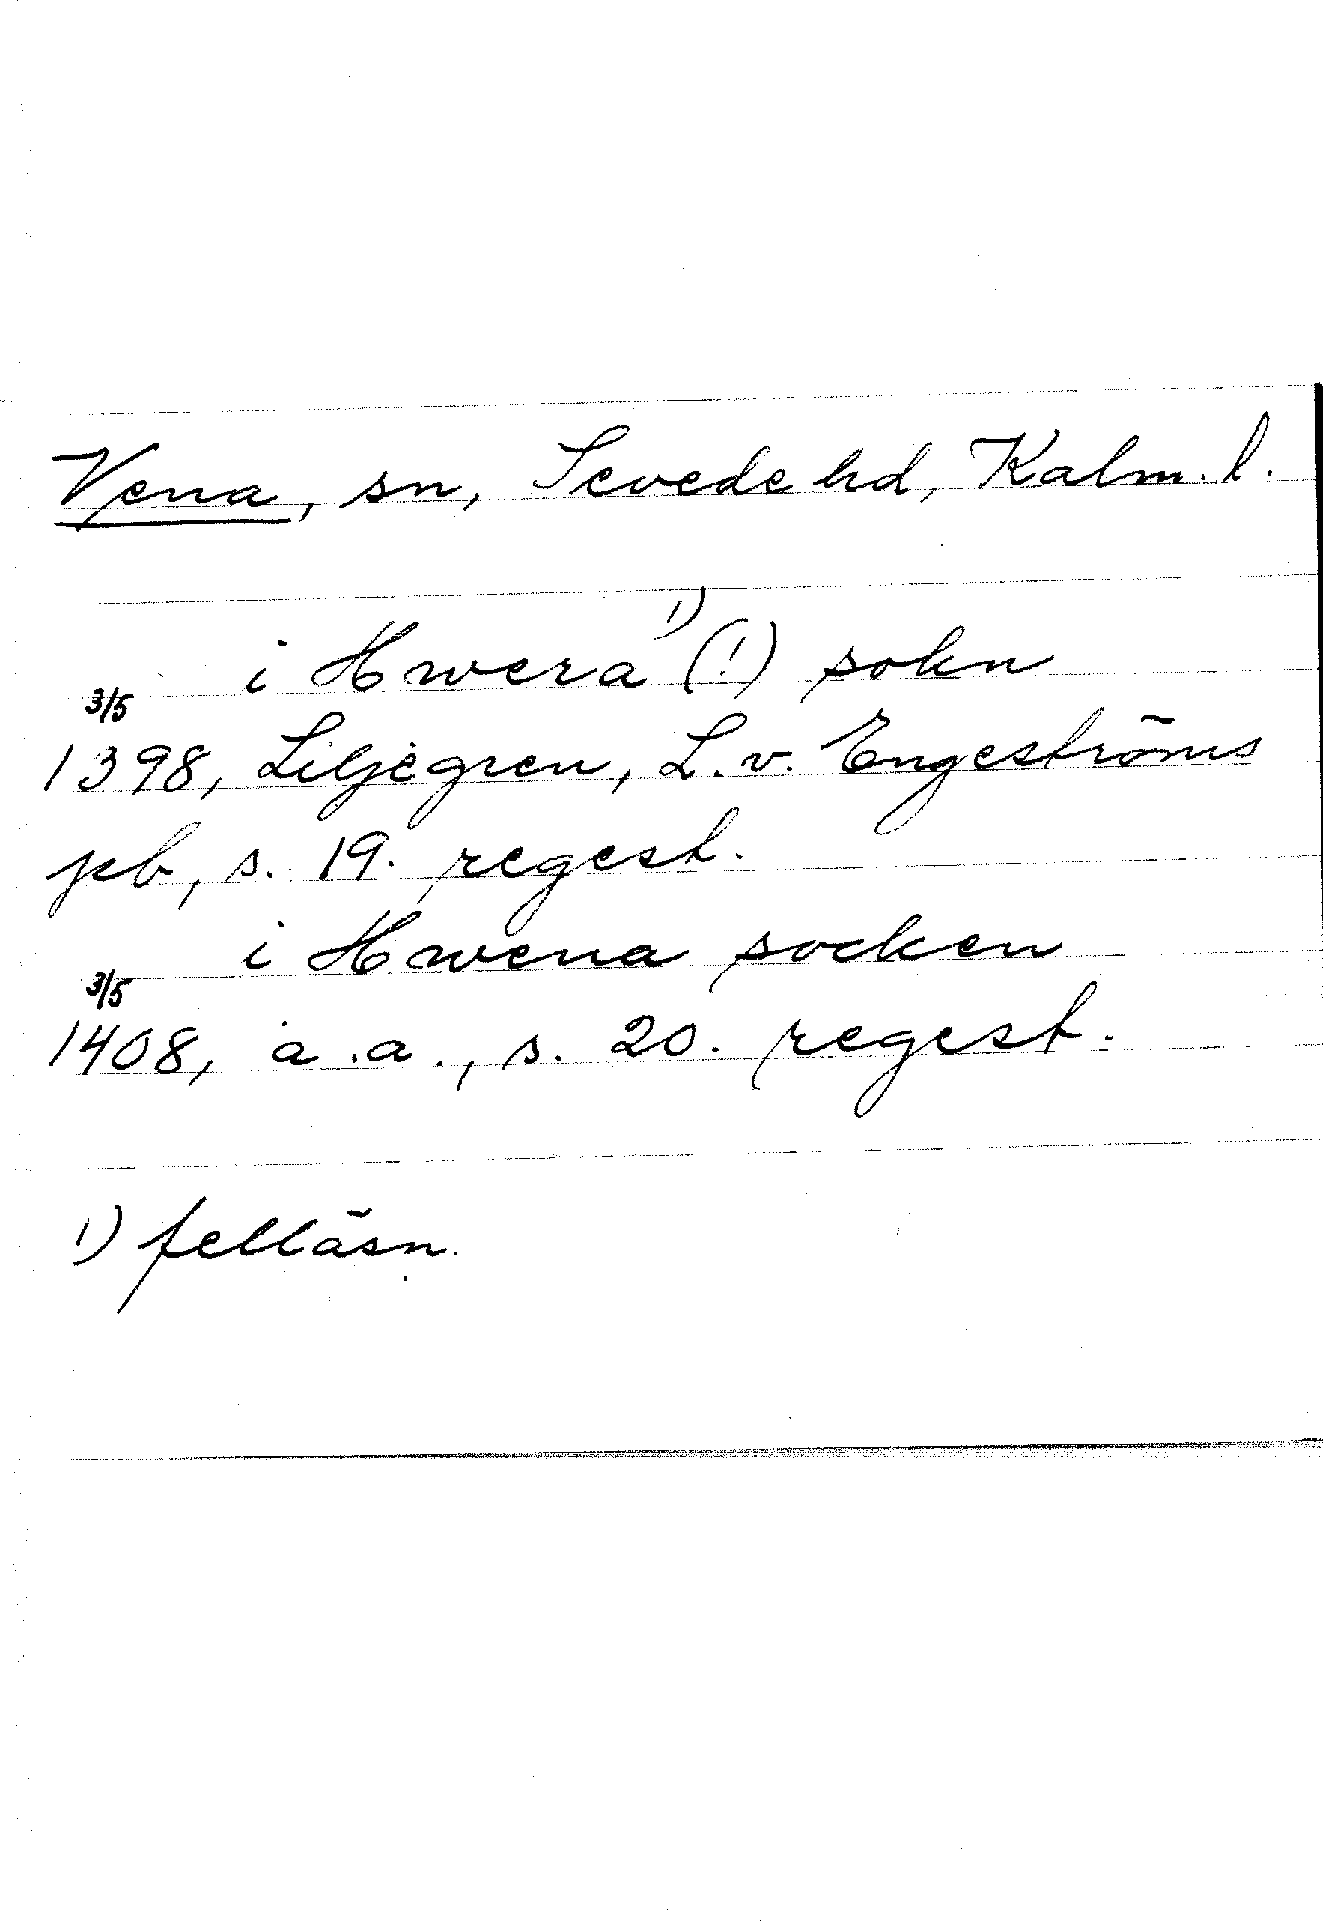 Vena, sn, Sevede hd, Kalm. l.
i Hwera 1) (!) sokn
3/5
1398, Liljegren, L. v. Engeströms
pb, s. 19. regest.
i Hwena socken
3/5
1408, a.a., s. 20. regest.
1) felläsn.